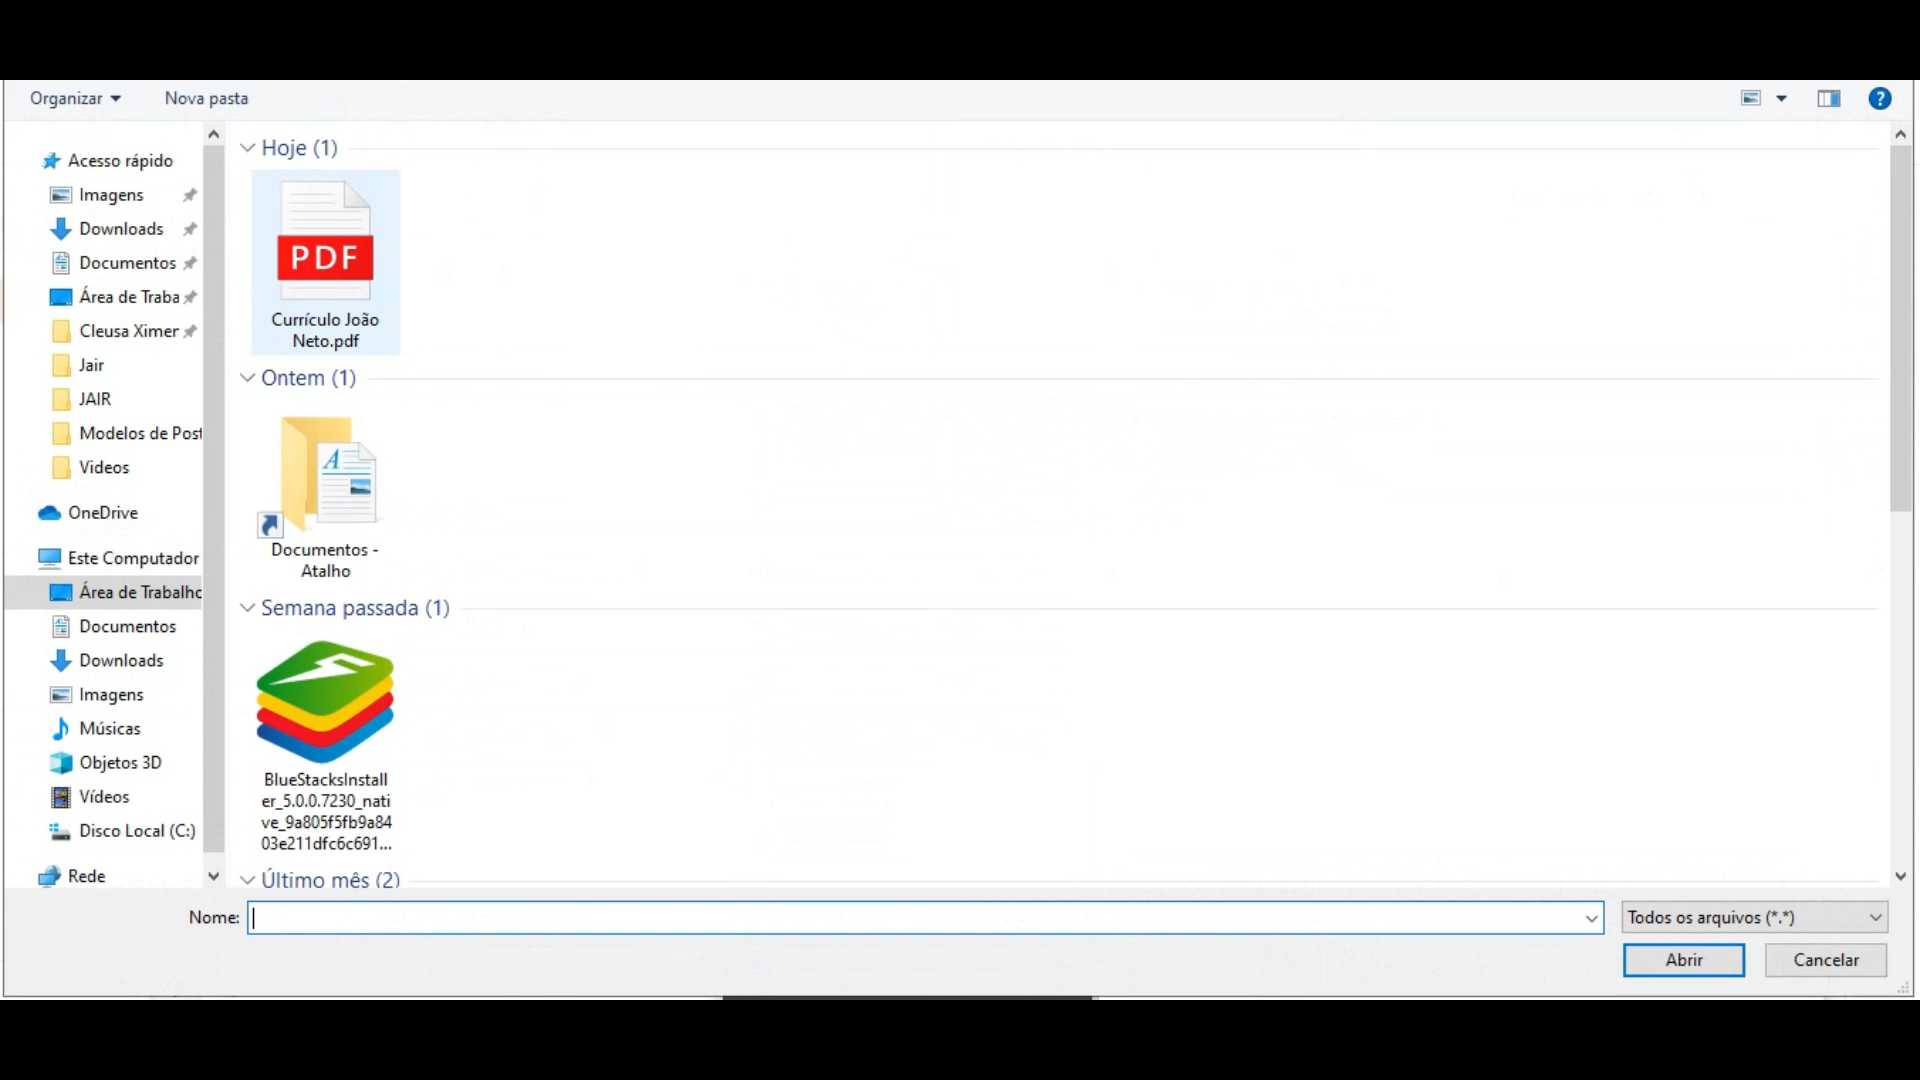 Organizar
Nova pasta
?
Acesso rápido
Imagens
Downloads
Documentos
Área de Traba
Cleusa Ximer
Jair
JAIR
Modelos de Post
Videos
OneDrive
Este Computador
Área de Trabalho
Documentos
Downloads
Imagens
Músicas
Objetos 3D
Vídeos
Disco Local (C:)
Rede
Hoje (1)
PDF
Currículo João
Neto.pdf
Ontem (1)
A
Documentos -
Atalho
Semana passada (1)
BlueStacksInstall
er_5.0.0.7230_nati
ve_9a805f5fb9a84
03e211dfc6c691...
Último mês (2)
Nome:
Todos os arquivos (*.*)
Abrir
Cancelar